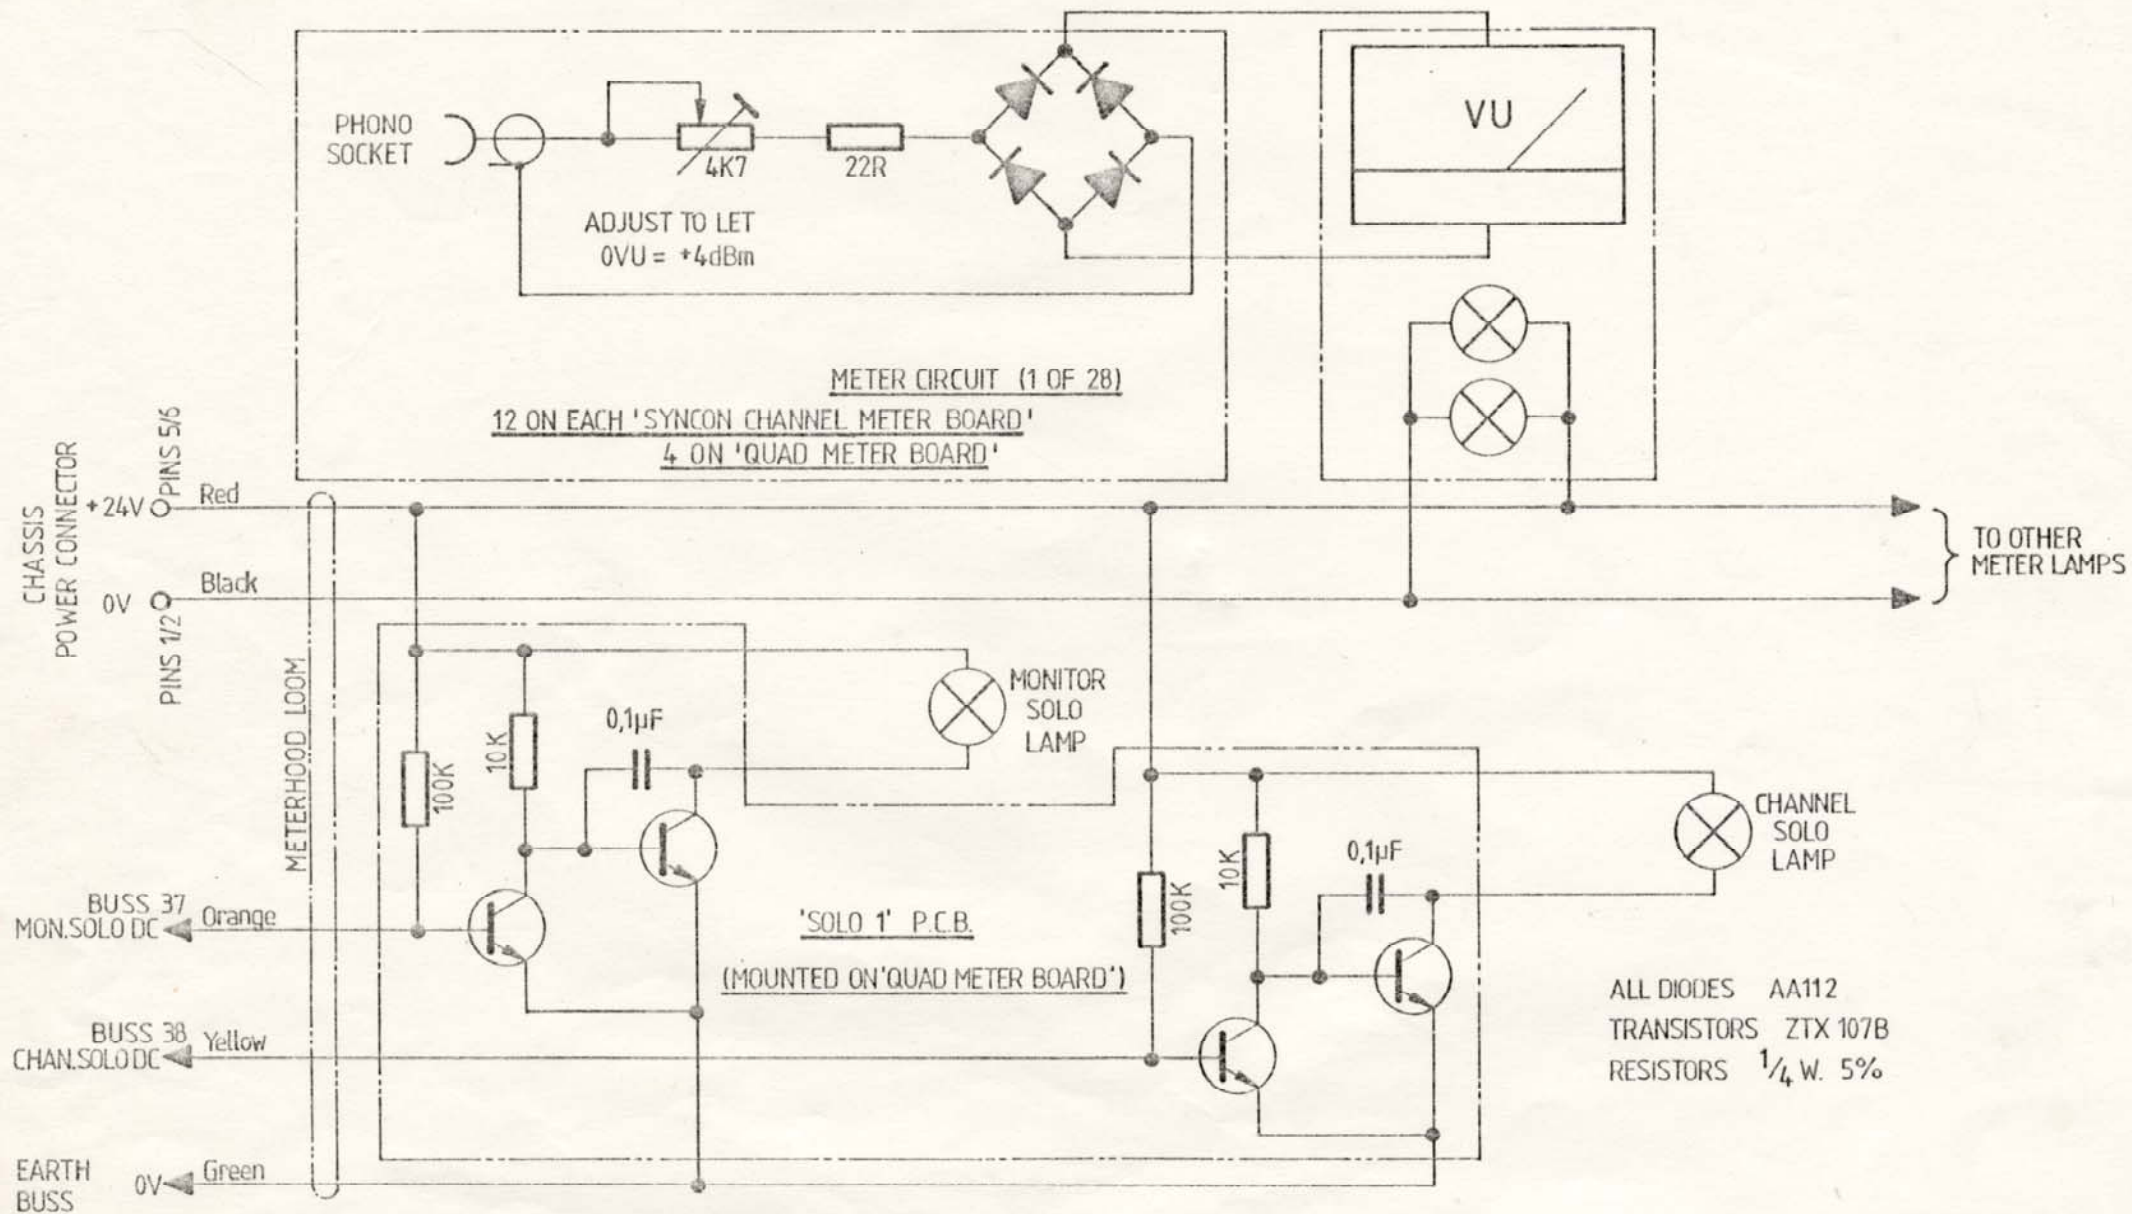 PHONO
SOCKET
4K7
22R
ADJUST TO LET
0VU = +4dBm
VU
METER CIRCUIT (1 OF 28)
12 ON EACH 'SYNCON CHANNEL METER BOARD'
4 ON 'QUAD METER BOARD'
CHASSIS
POWER CONNECTOR
+24V
PINS 5/6
Red
0V
PINS 1/2
Black
TO OTHER
METER LAMPS
METERHOOD LOOM
100K
10K
0,1µF
MONITOR
SOLO
LAMP
100K
10K
0,1µF
CHANNEL
SOLO
LAMP
BUSS 37
MON.SOLO DC
Orange
'SOLO 1' P.C.B.
(MOUNTED ON 'QUAD METER BOARD')
BUSS 38
CHAN.SOLO DC
Yellow
ALL DIODES AA112
TRANSISTORS ZTX 107B
RESISTORS 1/4 W. 5%
EARTH
BUSS
0V
Green